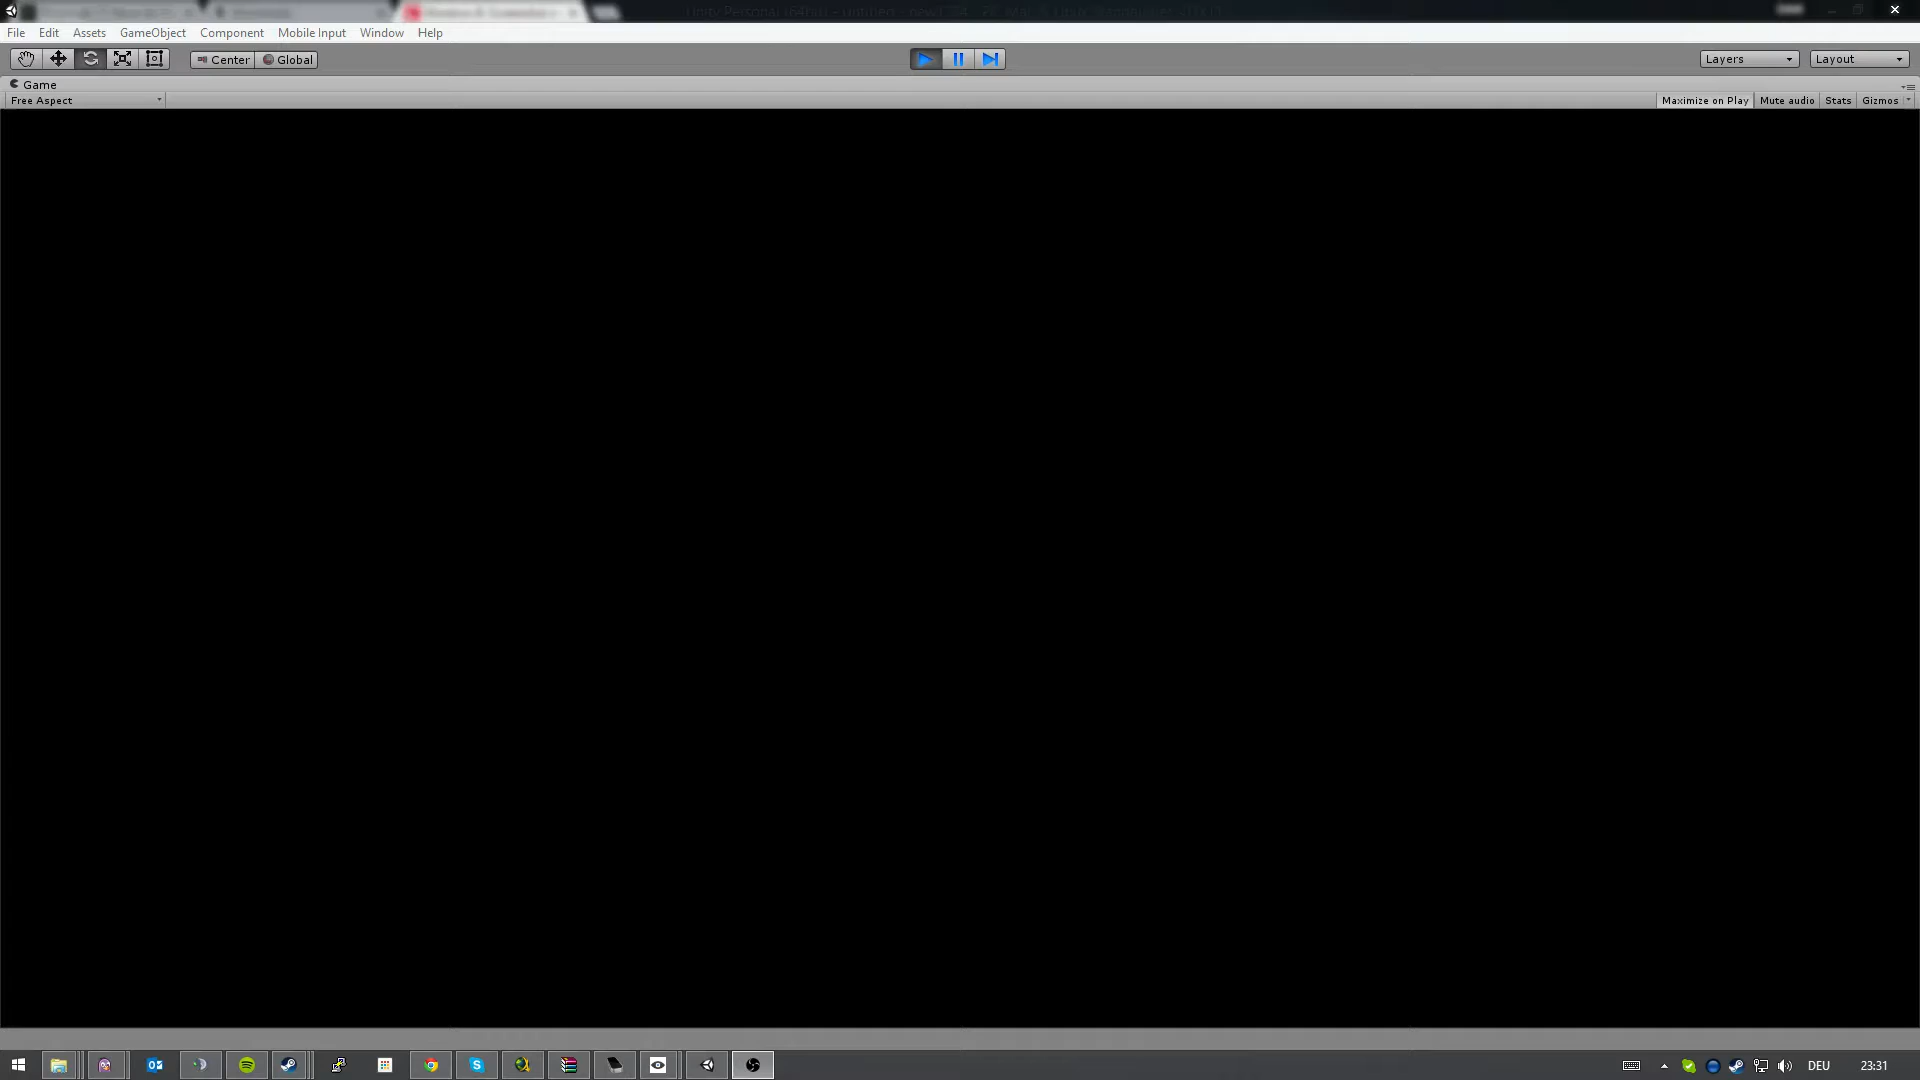 File Edit Assets GameObject Component Mobile Input Window Help
Center Global Layers Layout
Game
Free Aspect Maximize on Play Mute audio Stats Gizmos
DEU 23:31